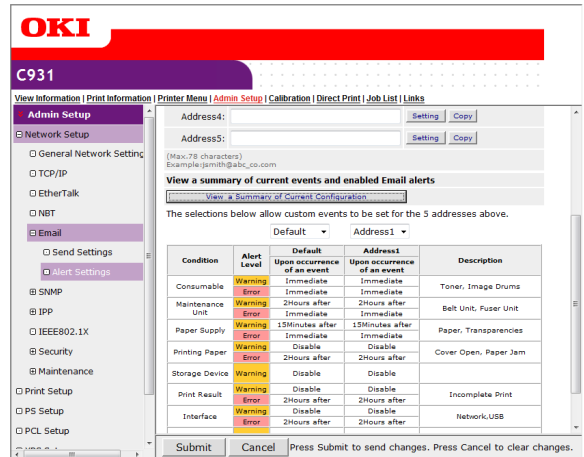 OKI
C931
View Information | Print Information | Printer Menu | Admin Setup | Calibration | Direct Print | Job List | Links
Admin Setup
Network Setup
General Network Setting
TCP/IP
EtherTalk
NBT
Email
Send Settings
Alert Settings
SNMP
IPP
IEEE802.1X
Security
Maintenance
Print Setup
PS Setup
PCL Setup
Address4: Setting Copy
Address5: Setting Copy
(Max.78 characters)
Example:jsmith@abc_co.com
View a summary of current events and enabled Email alerts
View a Summary of Current Configuration
The selections below allow custom events to be set for the 5 addresses above.
Default Address1
Condition Alert Level Default Address1 Description
Upon occurrence of an event Upon occurrence of an event
Consumable Warning Immediate Immediate Toner, Image Drums
Error Immediate Immediate
Maintenance Unit Warning 2Hours after 2Hours after Belt Unit, Fuser Unit
Error Immediate Immediate
Paper Supply Warning 15Minutes after 15Minutes after Paper, Transparencies
Error Immediate Immediate
Printing Paper Warning Disable Disable Cover Open, Paper Jam
Error 2Hours after 2Hours after
Storage Device Warning Disable Disable
Print Result Warning Disable Disable Incomplete Print
Error 2Hours after 2Hours after
Interface Warning Disable Disable Network,USB
Error 2Hours after 2Hours after
Submit Cancel Press Submit to send changes. Press Cancel to clear changes.